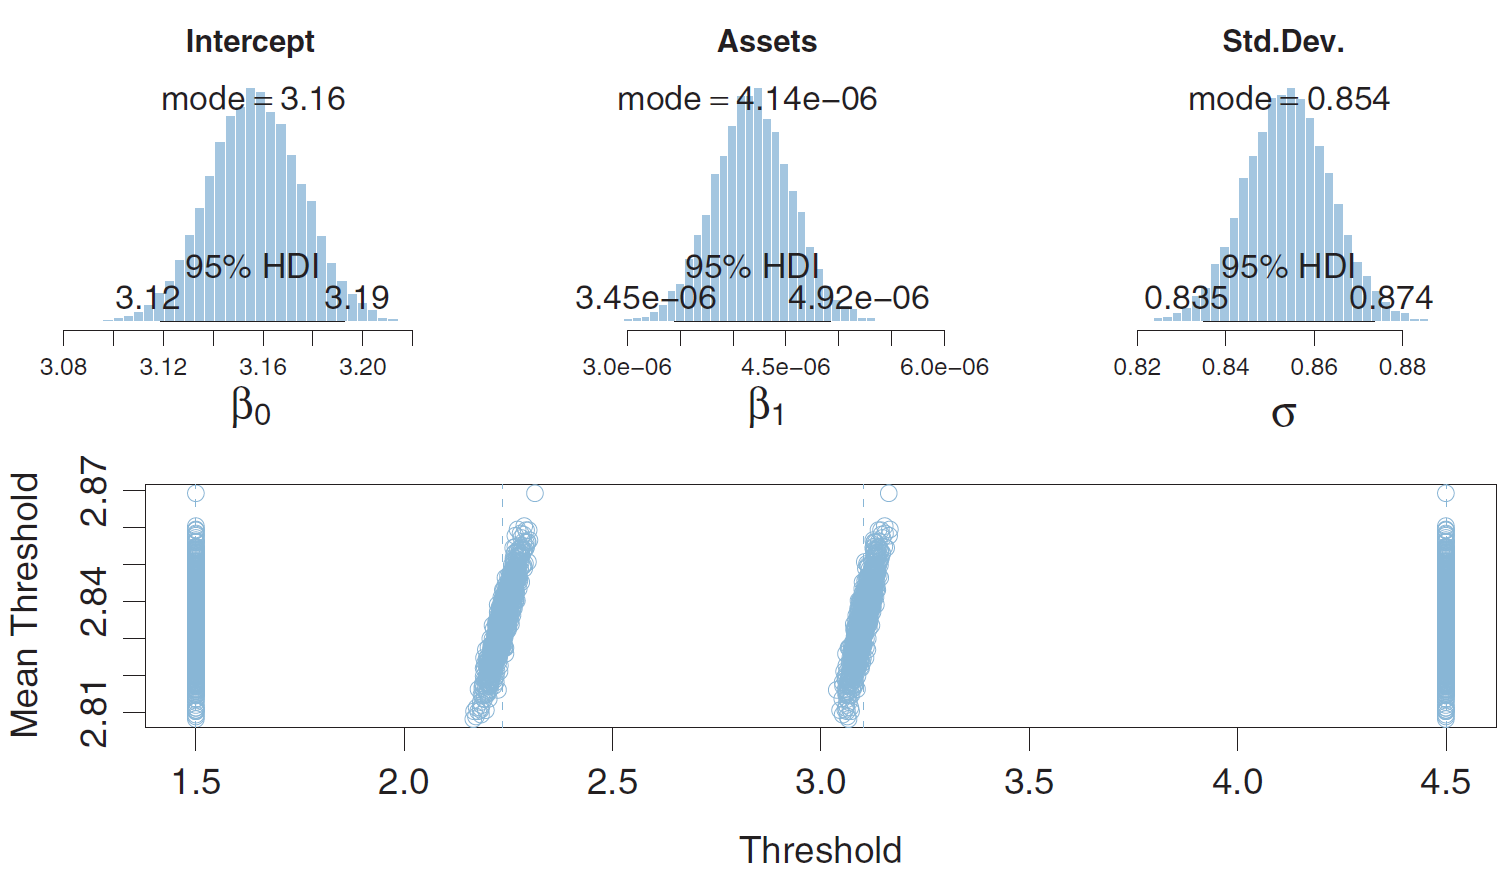 Intercept
mode = 3.16
95% HDI
3.12 3.19
3.08 3.12 3.16 3.20
β0
Assets
mode = 4.14e−06
95% HDI
3.45e−06 4.92e−06
3.0e−06 4.5e−06 6.0e−06
β1
Std.Dev.
mode = 0.854
95% HDI
0.835 0.874
0.82 0.84 0.86 0.88
σ
Mean Threshold
2.87
2.84
2.81
1.5 2.0 2.5 3.0 3.5 4.0 4.5
Threshold